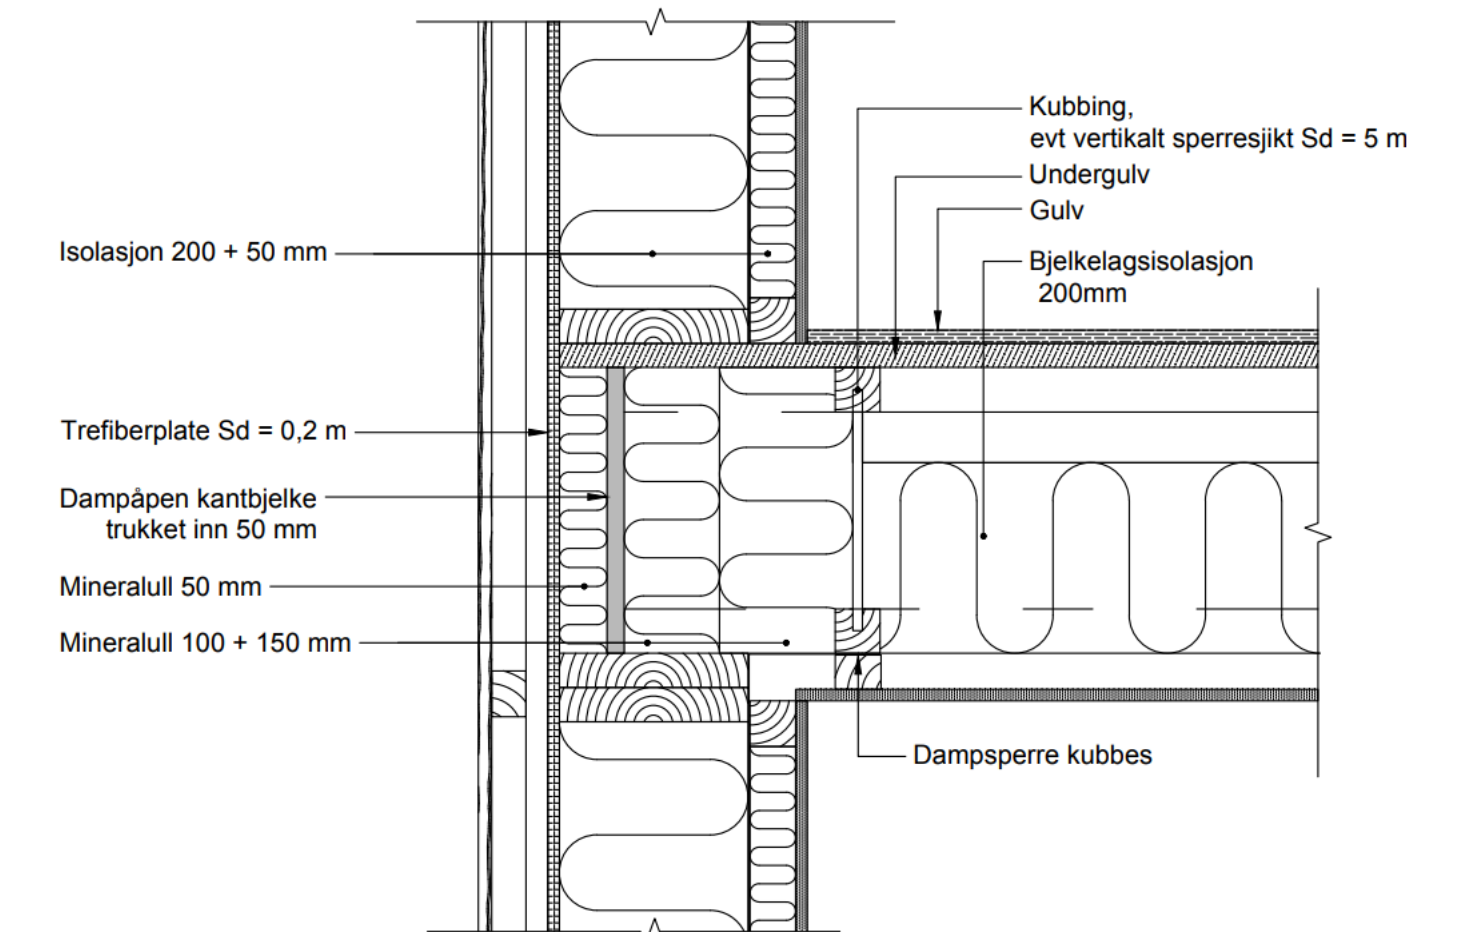 Kubbing,
evt vertikalt sperresjikt Sd = 5 m
Undergulv
Gulv
Isolasjon 200 + 50 mm
Bjelkelagsisolasjon
200mm
Trefiberplate Sd = 0,2 m
Dampåpen kantbjelke
trukket inn 50 mm
Mineralull 50 mm
Mineralull 100 + 150 mm
Dampsperre kubbes